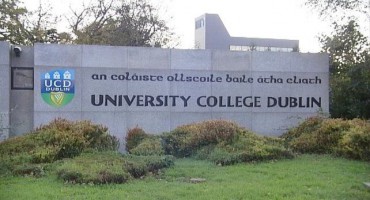 an coláiste ollscoile baile átha cliath
UCD
DUBLIN
UNIVERSITY COLLEGE DUBLIN